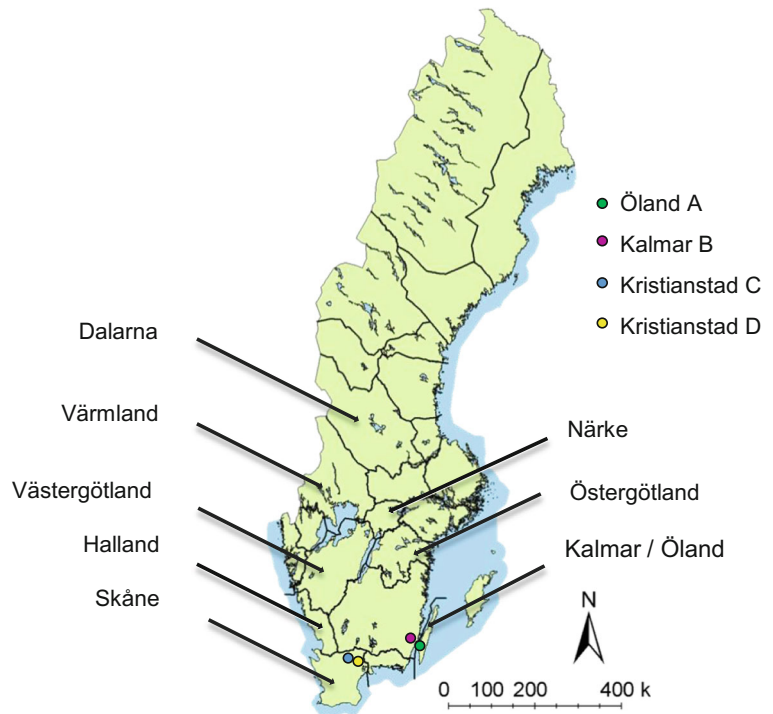 Öland A
Kalmar B
Kristianstad C
Kristianstad D
Dalarna
Värmland
Västergötland
Halland
Skåne
Närke
Östergötland
Kalmar / Öland
N
0 100 200 400 k